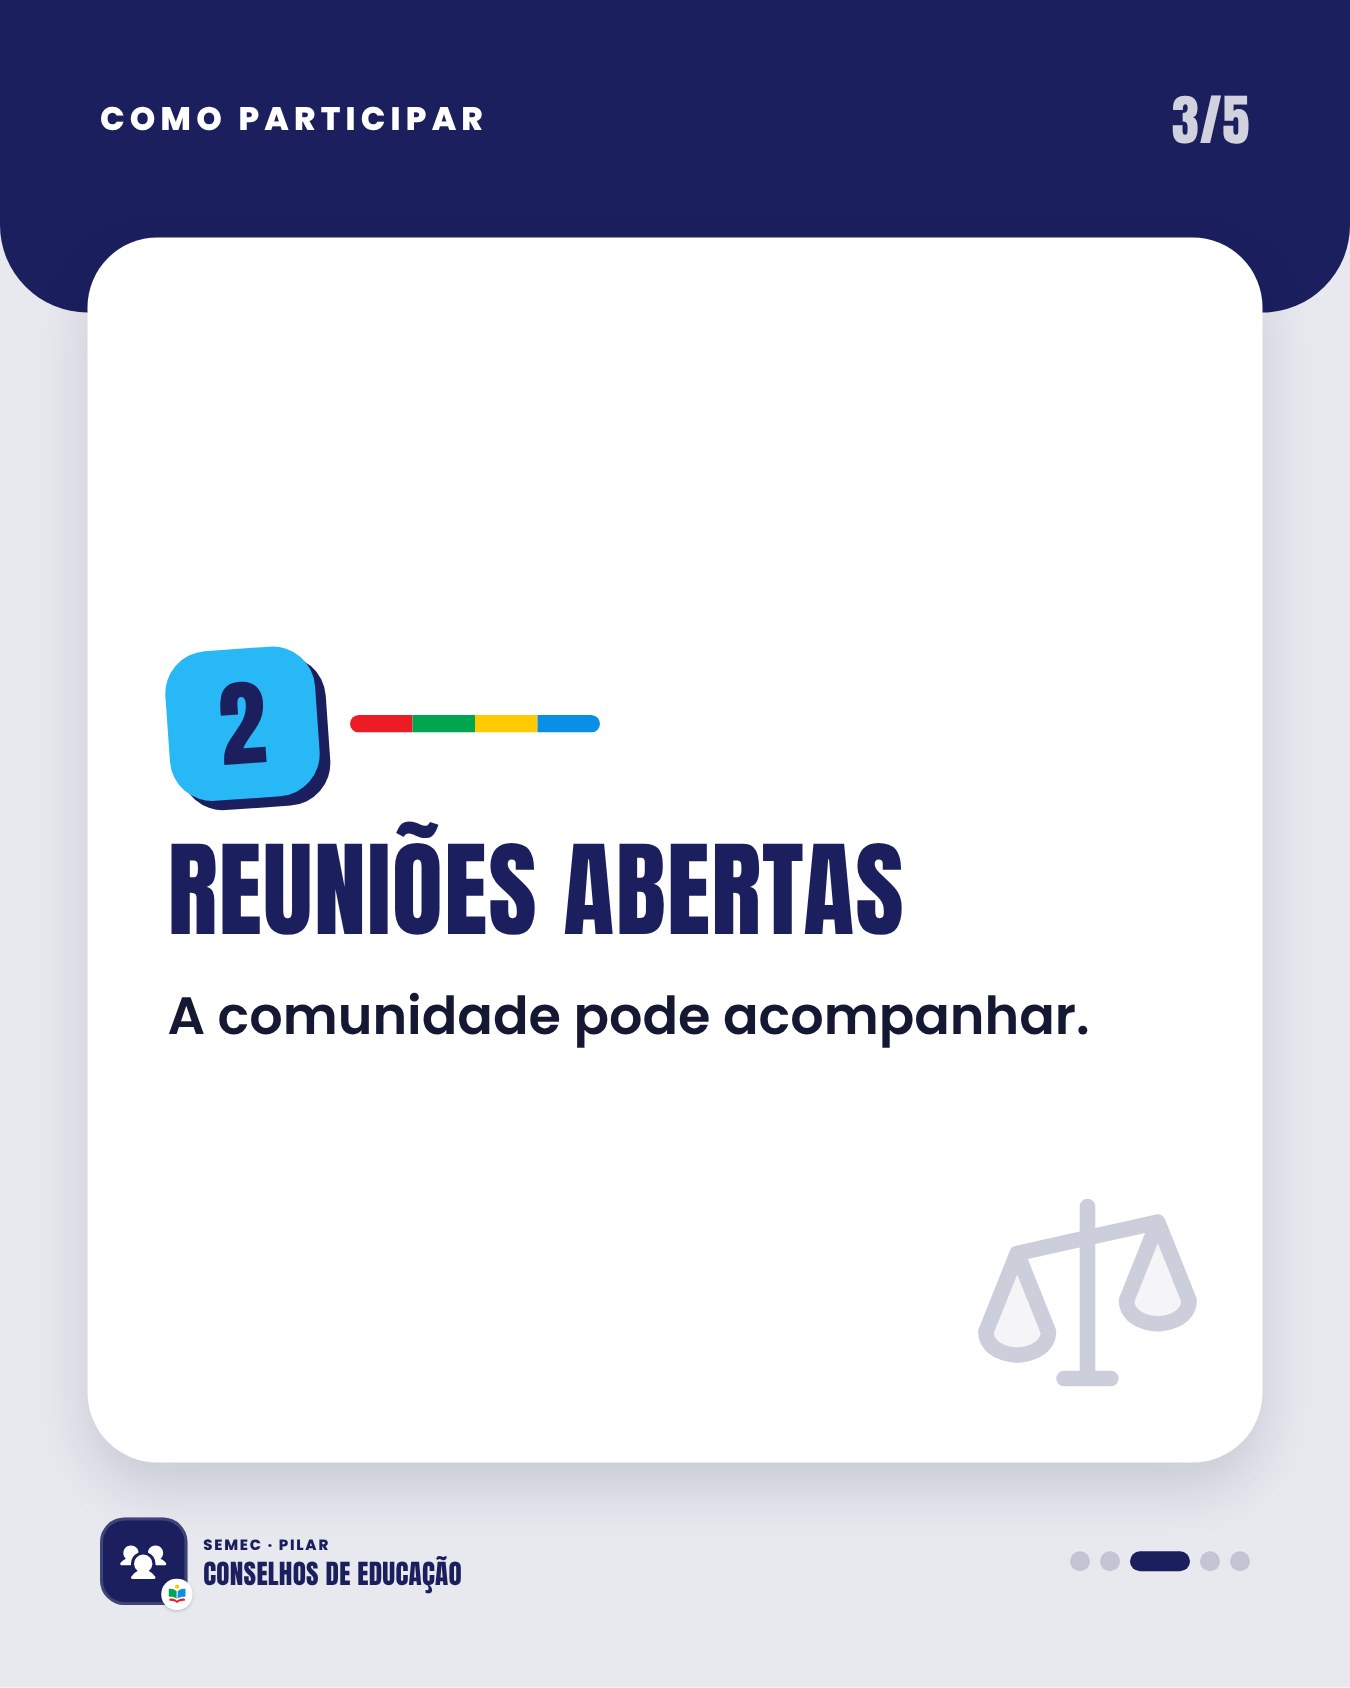 COMO PARTICIPAR
3/5
2
REUNIÕES ABERTAS
A comunidade pode acompanhar.
SEMEC · PILAR
CONSELHOS DE EDUCAÇÃO